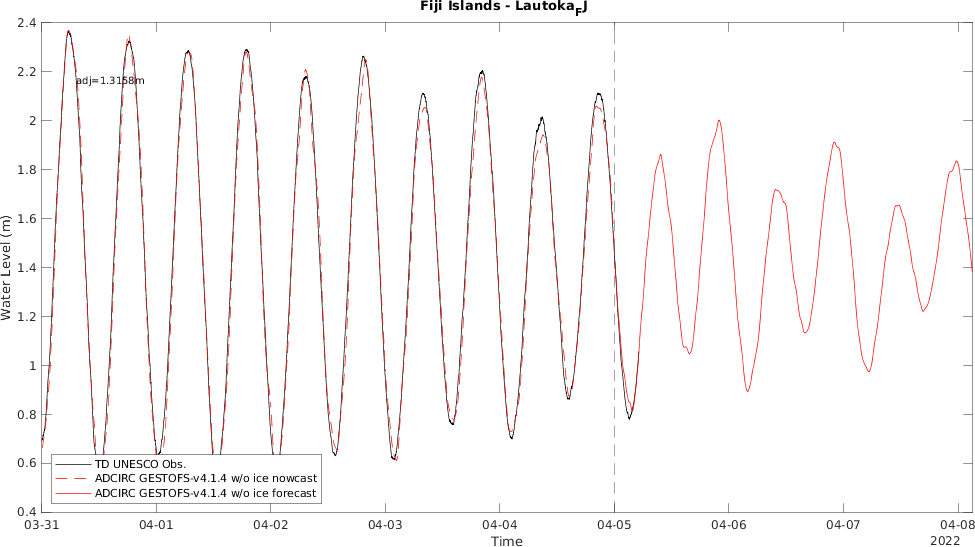 Fiji Islands - Lautoka_FJ
2.4
2.2
adj=1.3158m
2
1.8
1.6
1.4
1.2
1
0.8
0.6
0.4
Water Level (m)
TD UNESCO Obs.
ADCIRC GESTOFS-v4.1.4 w/o ice nowcast
ADCIRC GESTOFS-v4.1.4 w/o ice forecast
03-31 04-01 04-02 04-03 04-04 04-05 04-06 04-07 04-08
Time
2022